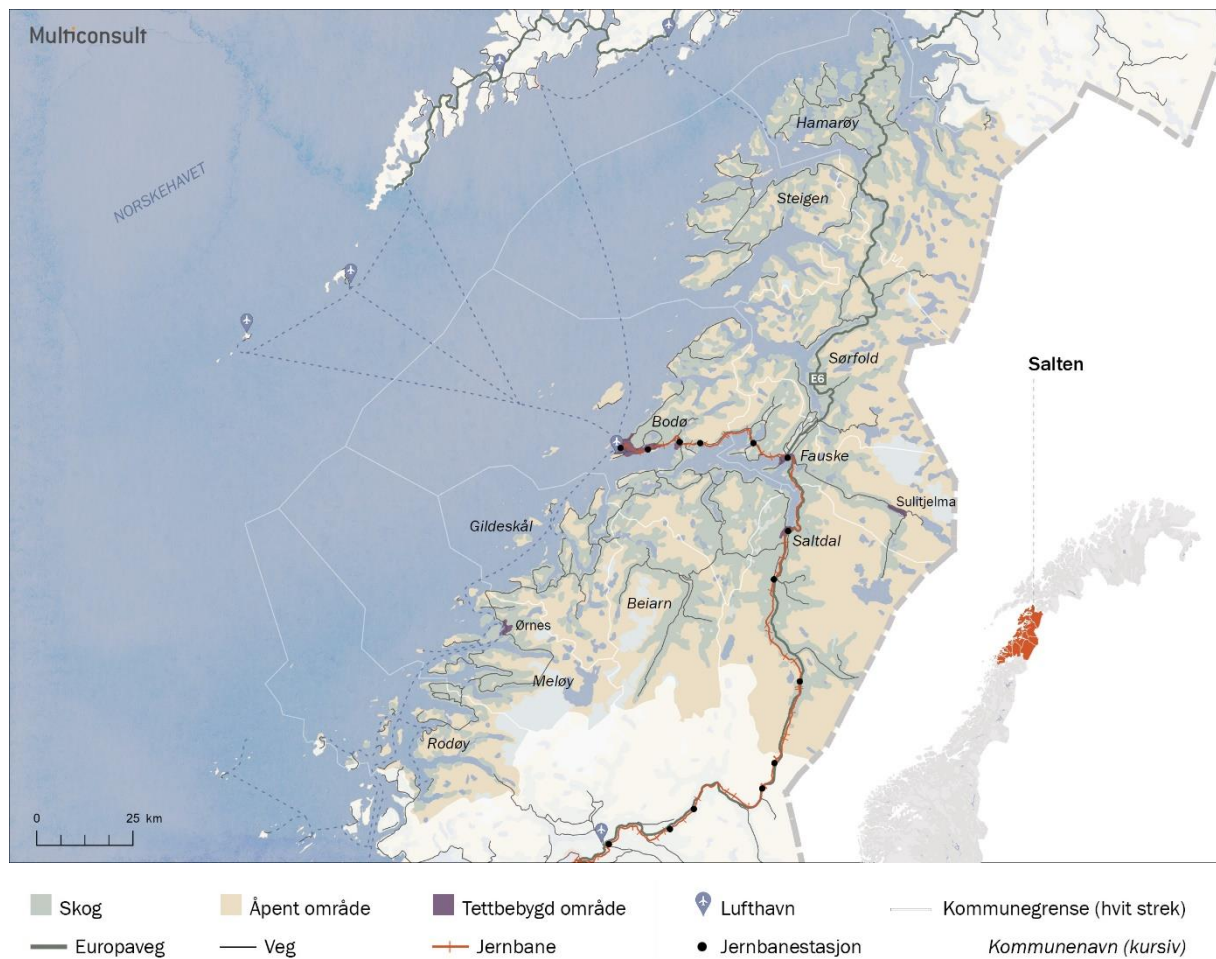 Multiconsult
NORSKEHAVET
Hamarøy
Steigen
Sørfold
E6
Salten
Bodø
Fauske
Sulitjelma
Gildeskål
Saltdal
Beiarn
Ørnes
Meløy
Rodøy
0 25 km
Skog
Åpent område
Tettbebygd område
Lufthavn
Kommunegrense (hvit strek)
Europaveg
Veg
Jernbane
Jernbanestasjon
Kommunenavn (kursiv)